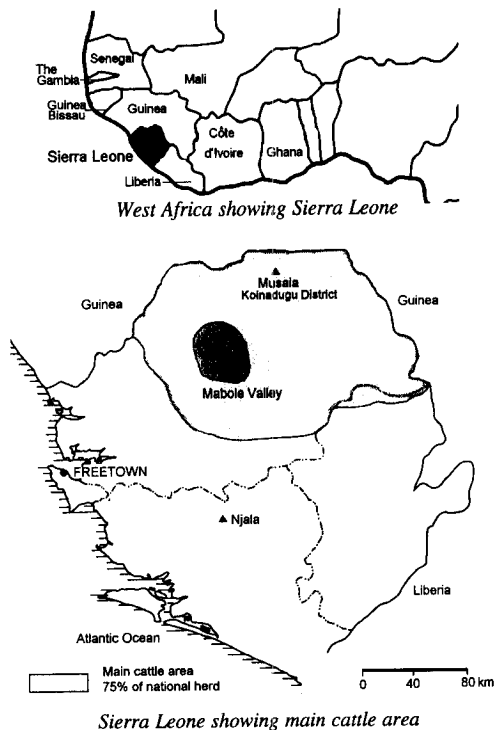 Senegal
The
Gambia
Mali
Guinea
Bissau
Guinea
Côte
d'Ivoire
Ghana
Sierra Leone
Liberia
West Africa showing Sierra Leone
Musaia
Koinadugu District
Guinea
Guinea
Mabole Valley
FREETOWN
Njala
Liberia
Atlantic Ocean
Main cattle area
75% of national herd
0 40 80 km
Sierra Leone showing main cattle area